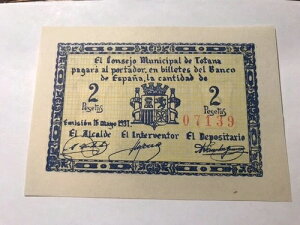 El Consejo Municipal de Totana
pagará al portador, en billetes del Banco
de España, la cantidad de
2 2
Pesetas Pesetas
Emisión 16 mayo 1937 07139
El Alcalde El Interventor El Depositario